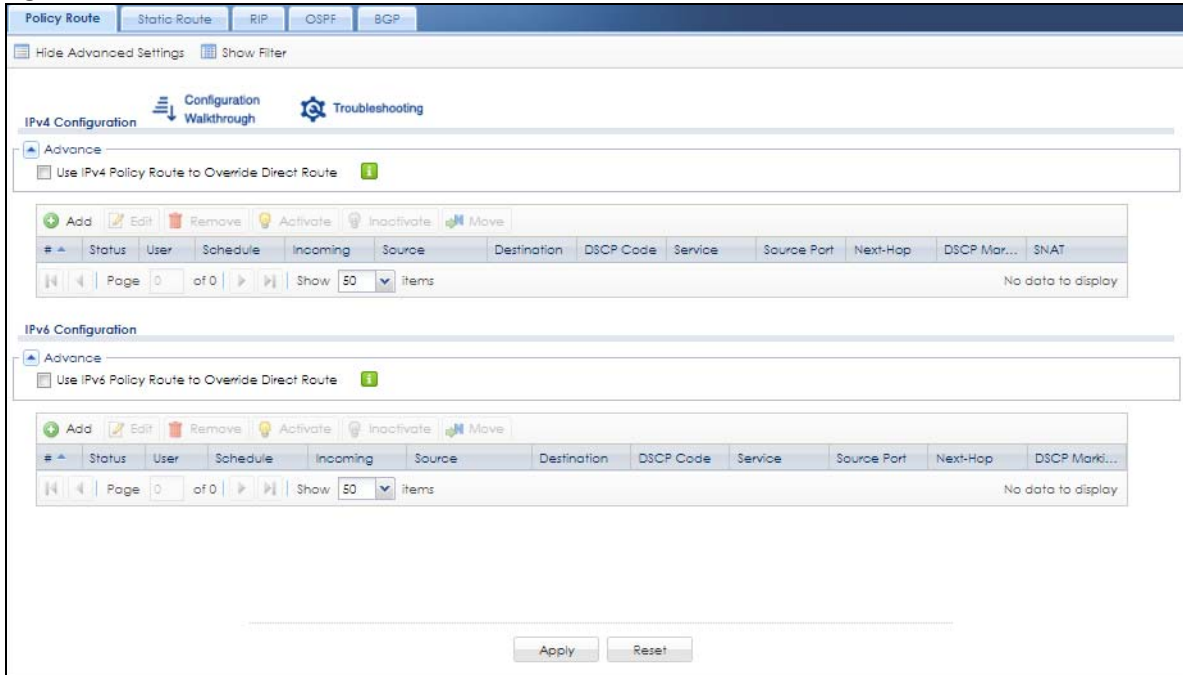 Policy Route Static Route RIP OSPF BGP
Hide Advanced Settings Show Filter
IPv4 Configuration Configuration Walkthrough Troubleshooting
Advance
Use IPv4 Policy Route to Override Direct Route
Add Edit Remove Activate Inactivate Move
# Status User Schedule Incoming Source Destination DSCP Code Service Source Port Next-Hop DSCP Mar... SNAT
Page 0 of 0 Show 50 items No data to display
IPv6 Configuration
Advance
Use IPv6 Policy Route to Override Direct Route
Add Edit Remove Activate Inactivate Move
# Status User Schedule Incoming Source Destination DSCP Code Service Source Port Next-Hop DSCP Marki...
Page 0 of 0 Show 50 items No data to display
Apply Reset